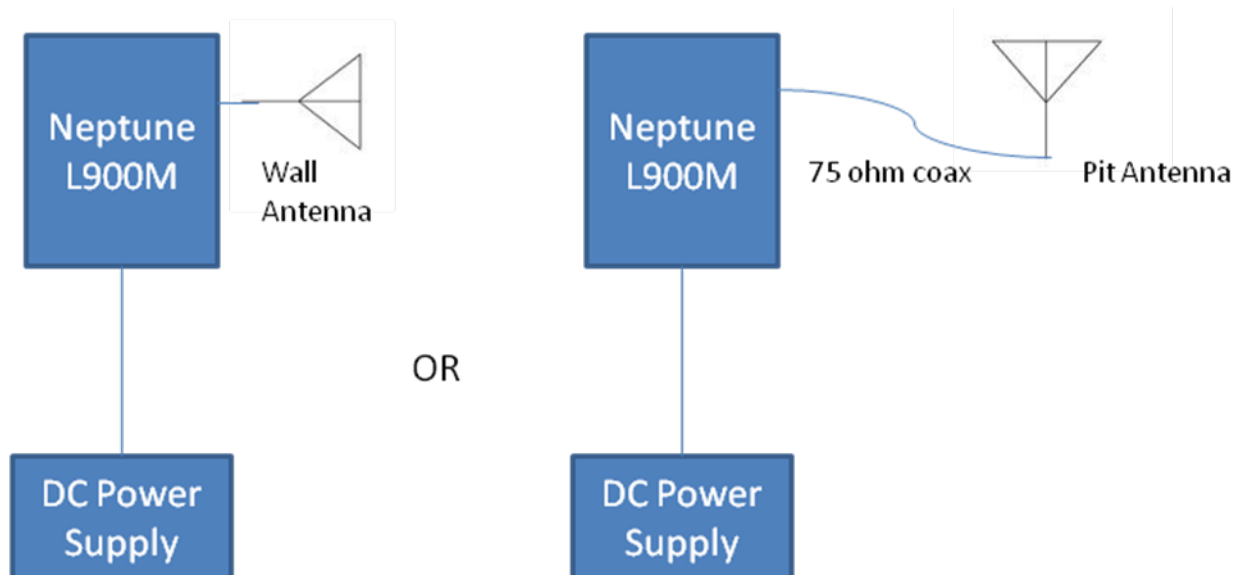 Neptune
L900M
Wall
Antenna
DC Power
Supply
OR
Neptune
L900M
75 ohm coax
Pit Antenna
DC Power
Supply